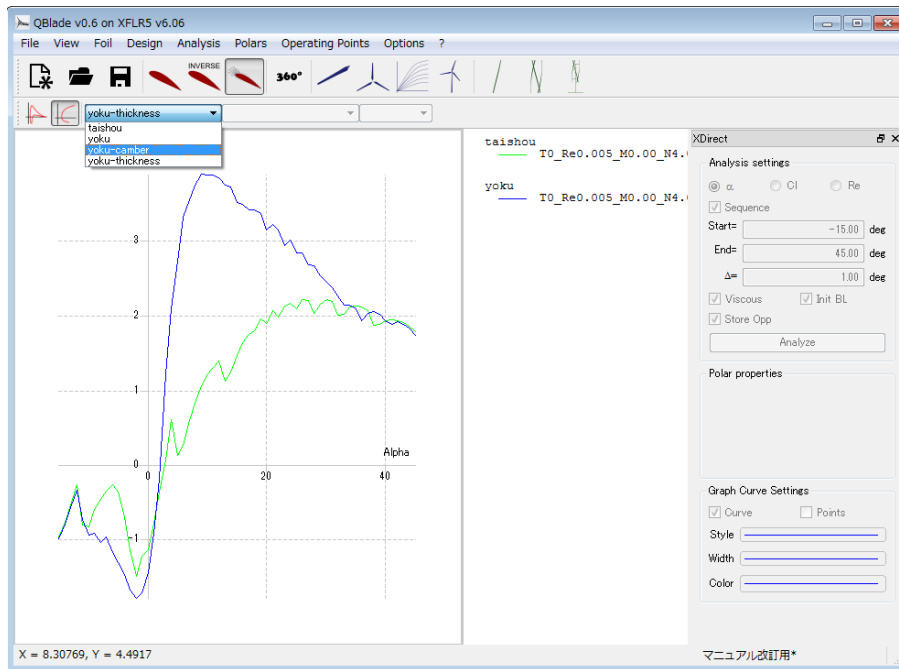 QBlade v0.6 on XFLR5 v6.06
File View Foil Design Analysis Polars Operating Points Options ?
INVERSE
360°
yoku-thickness
taishou
yoku
yoku-camber
yoku-thickness
3
2
1
0
-1
0
20
40
Alpha
taishou
T0_Re0.005_M0.00_N4.
yoku
T0_Re0.005_M0.00_N4.
XDirect
Analysis settings
α Cl Re
Sequence
Start= -15.00 deg
End= 45.00 deg
Δ= 1.00 deg
Viscous Init BL
Store Opp
Analyze
Polar properties
Graph Curve Settings
Curve Points
Style
Width
Color
X = 8.30769, Y = 4.4917
マニュアル改訂用*